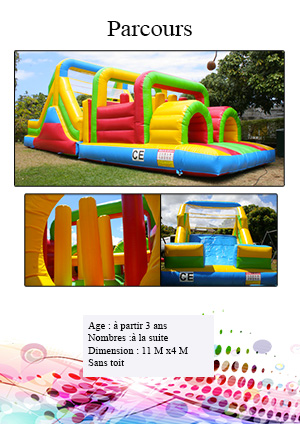 Parcours
CE
CE
Age : à partir 3 ans
Nombres :à la suite
Dimension : 11 M x4 M
Sans toit